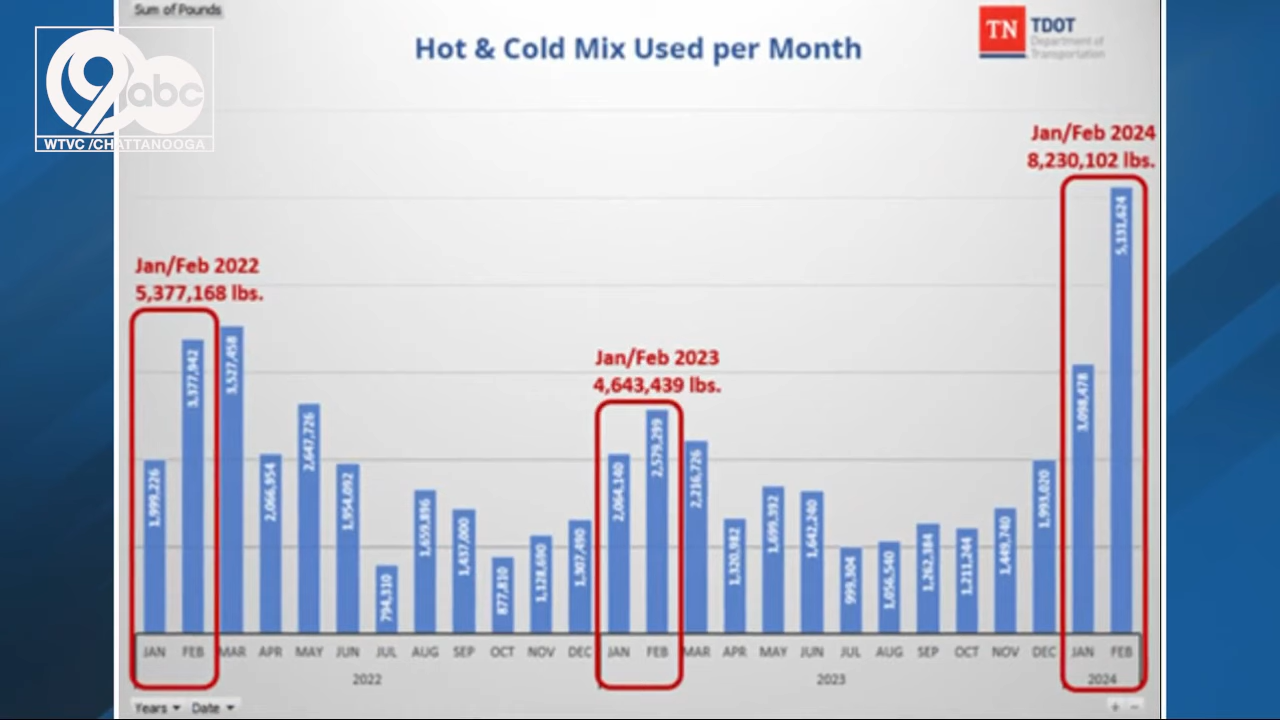 Sum of Pounds
9 abc
WTVC /CHATTANOOGA
Hot & Cold Mix Used per Month
TN
TDOT
Department of
Transportation
Jan/Feb 2024
8,230,102 lbs.
Jan/Feb 2022
5,377,168 lbs.
Jan/Feb 2023
4,643,439 lbs.
1,999,226
3,377,942
3,527,458
2,066,954
2,647,726
1,954,092
794,310
1,659,896
1,437,000
877,810
1,128,690
1,307,490
2,064,140
2,579,299
2,216,726
1,320,982
1,699,392
1,642,240
999,304
1,056,540
1,262,384
1,211,244
1,449,740
1,993,020
3,098,478
5,131,624
JAN FEB MAR APR MAY JUN JUL AUG SEP OCT NOV DEC JAN FEB MAR APR MAY JUN JUL AUG SEP OCT NOV DEC JAN FEB
2022 2023 2024
Years Date + -